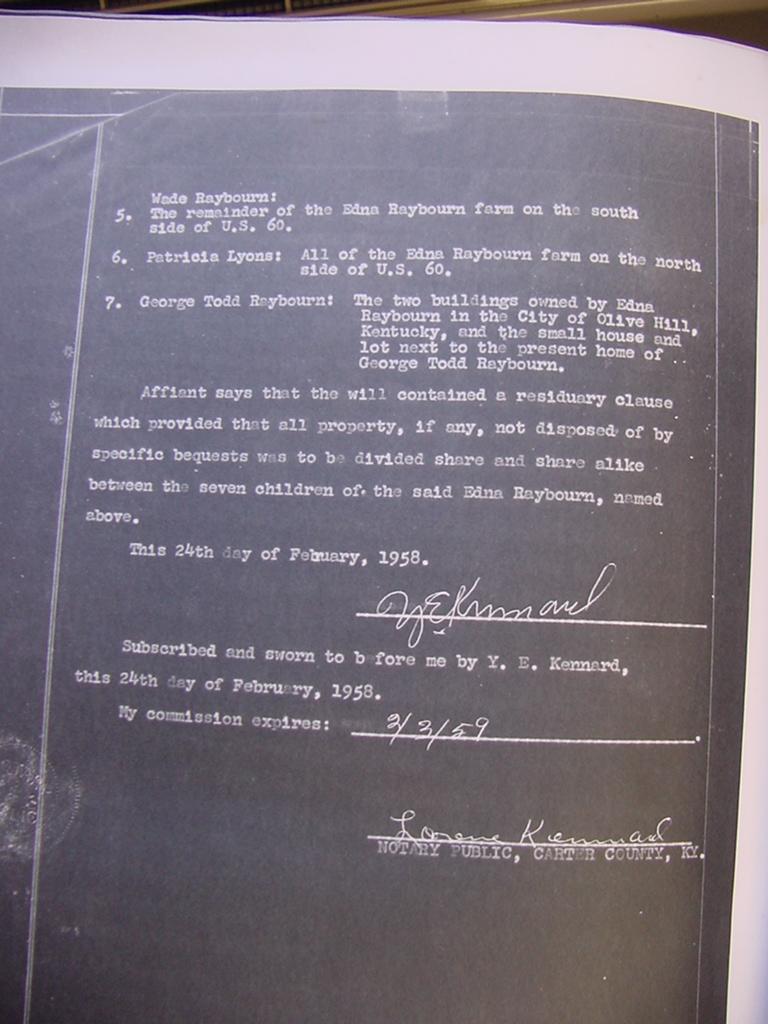 Wade Raybourn:
5. The remainder of the Edna Raybourn farm on the south
side of U.S. 60.
6. Patricia Lyons: All of the Edna Raybourn farm on the north
side of U.S. 60.
7. George Todd Raybourn: The two buildings owned by Edna
Raybourn in the City of Olive Hill,
Kentucky, and the small house and
lot next to the present home of
George Todd Raybourn.
Affiant says that the will contained a residuary clause
which provided that all property, if any, not disposed of by
specific bequests was to be divided share and share alike
between the seven children of the said Edna Raybourn, named
above.
This 24th day of Febuary, 1958.
Y E Kennard
Subscribed and sworn to before me by Y. E. Kennard,
this 24th day of February, 1958.
My commission expires: 3/3/59.
Lorene Kennard
NOTARY PUBLIC, CARTER COUNTY, KY.